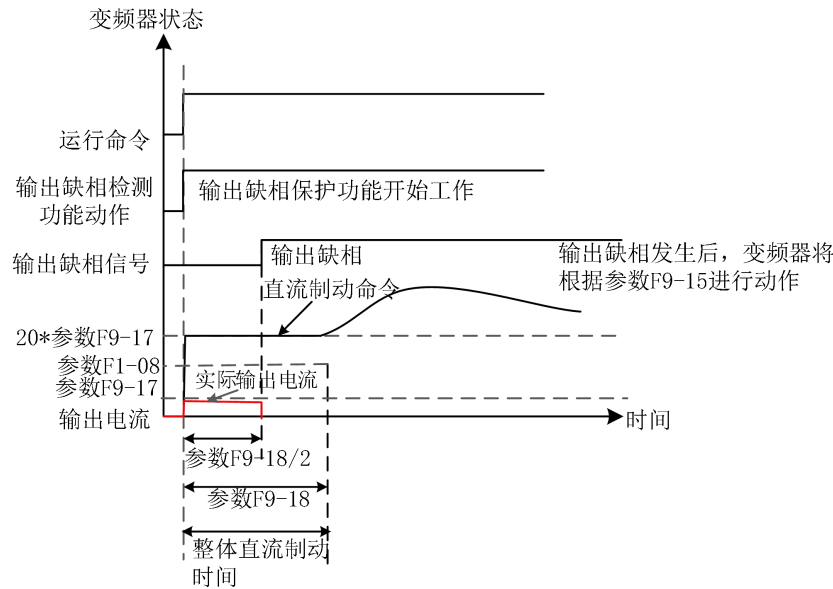 变频器状态
运行命令
输出缺相检测
功能动作
输出缺相保护功能开始工作
输出缺相信号
输出缺相
输出缺相发生后，变频器将
根据参数F9-15进行动作
直流制动命令
20*参数F9-17
参数F1-08
参数F9-17
实际输出电流
输出电流
时间
参数F9-18/2
参数F9-18
整体直流制动
时间